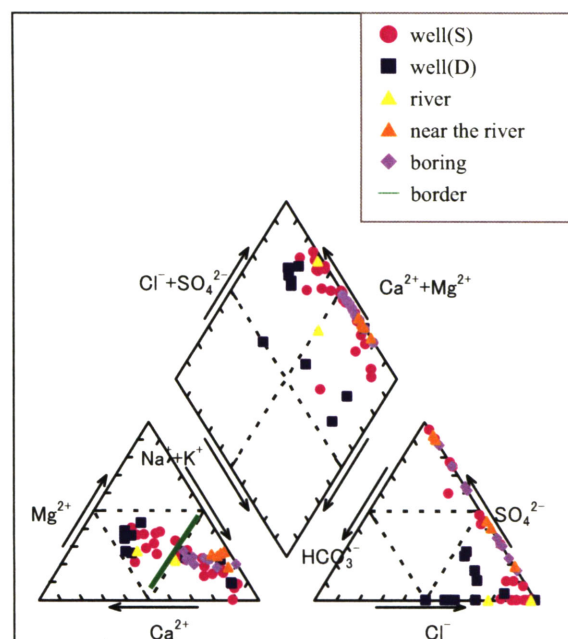 well(S)
well(D)
river
near the river
boring
border
Cl⁻+SO₄²⁻
Ca²⁺+Mg²⁺
Na⁺+K⁺
Mg²⁺
SO₄²⁻
HCO₃⁻
Ca²⁺
Cl⁻